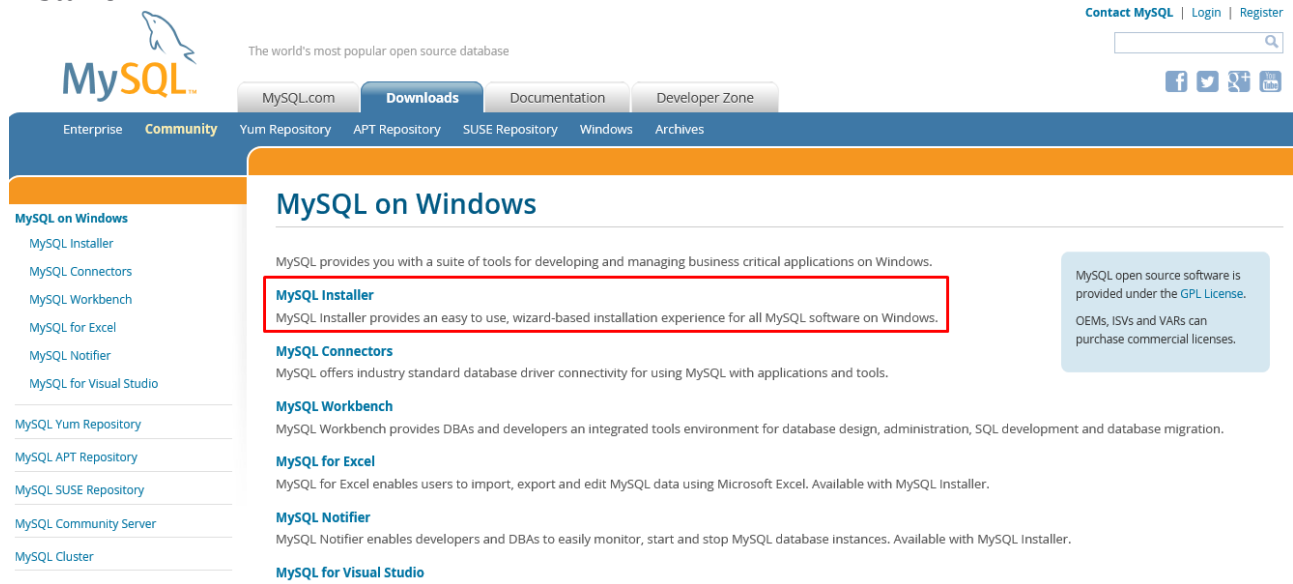 Contact MySQL | Login | Register
MySQL™
The world's most popular open source database
MySQL.com Downloads Documentation Developer Zone
Enterprise Community Yum Repository APT Repository SUSE Repository Windows Archives
MySQL on Windows
MySQL Installer
MySQL Connectors
MySQL Workbench
MySQL for Excel
MySQL Notifier
MySQL for Visual Studio
MySQL Yum Repository
MySQL APT Repository
MySQL SUSE Repository
MySQL Community Server
MySQL Cluster
MySQL on Windows
MySQL provides you with a suite of tools for developing and managing business critical applications on Windows.
MySQL Installer
MySQL Installer provides an easy to use, wizard-based installation experience for all MySQL software on Windows.
MySQL Connectors
MySQL offers industry standard database driver connectivity for using MySQL with applications and tools.
MySQL Workbench
MySQL Workbench provides DBAs and developers an integrated tools environment for database design, administration, SQL development and database migration.
MySQL for Excel
MySQL for Excel enables users to import, export and edit MySQL data using Microsoft Excel. Available with MySQL Installer.
MySQL Notifier
MySQL Notifier enables developers and DBAs to easily monitor, start and stop MySQL database instances. Available with MySQL Installer.
MySQL for Visual Studio
MySQL open source software is
provided under the GPL License.
OEMs, ISVs and VARs can
purchase commercial licenses.